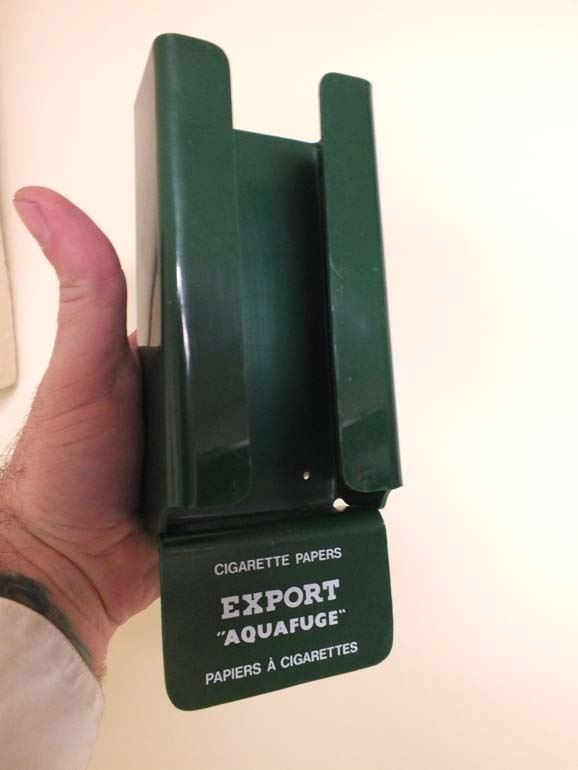 CIGARETTE PAPERS
EXPORT
"AQUAFUGE"
PAPIERS À CIGARETTES